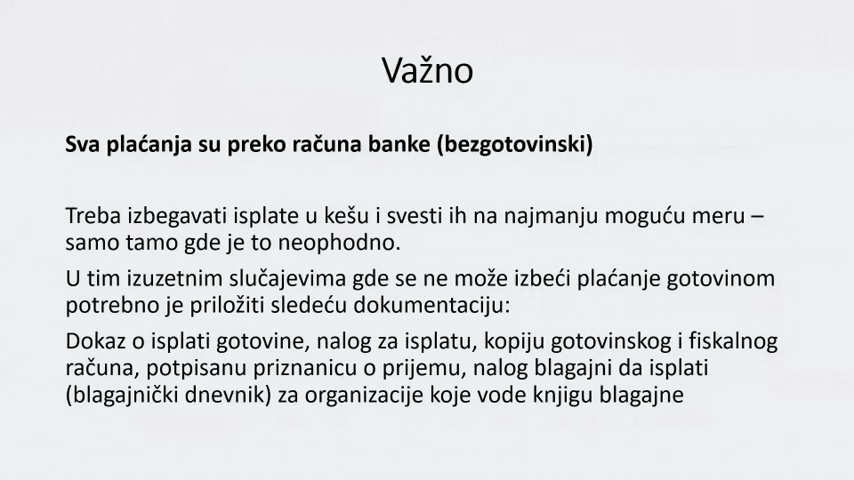 Važno
Sva plaćanja su preko računa banke (bezgotovinski)
Treba izbegavati isplate u kešu i svesti ih na najmanju moguću meru –
samo tamo gde je to neophodno.
U tim izuzetnim slučajevima gde se ne može izbeći plaćanje gotovinom
potrebno je priložiti sledeću dokumentaciju:
Dokaz o isplati gotovine, nalog za isplatu, kopiju gotovinskog i fiskalnog
računa, potpisanu priznanicu o prijemu, nalog blagajni da isplati
(blagajnički dnevnik) za organizacije koje vode knjigu blagajne